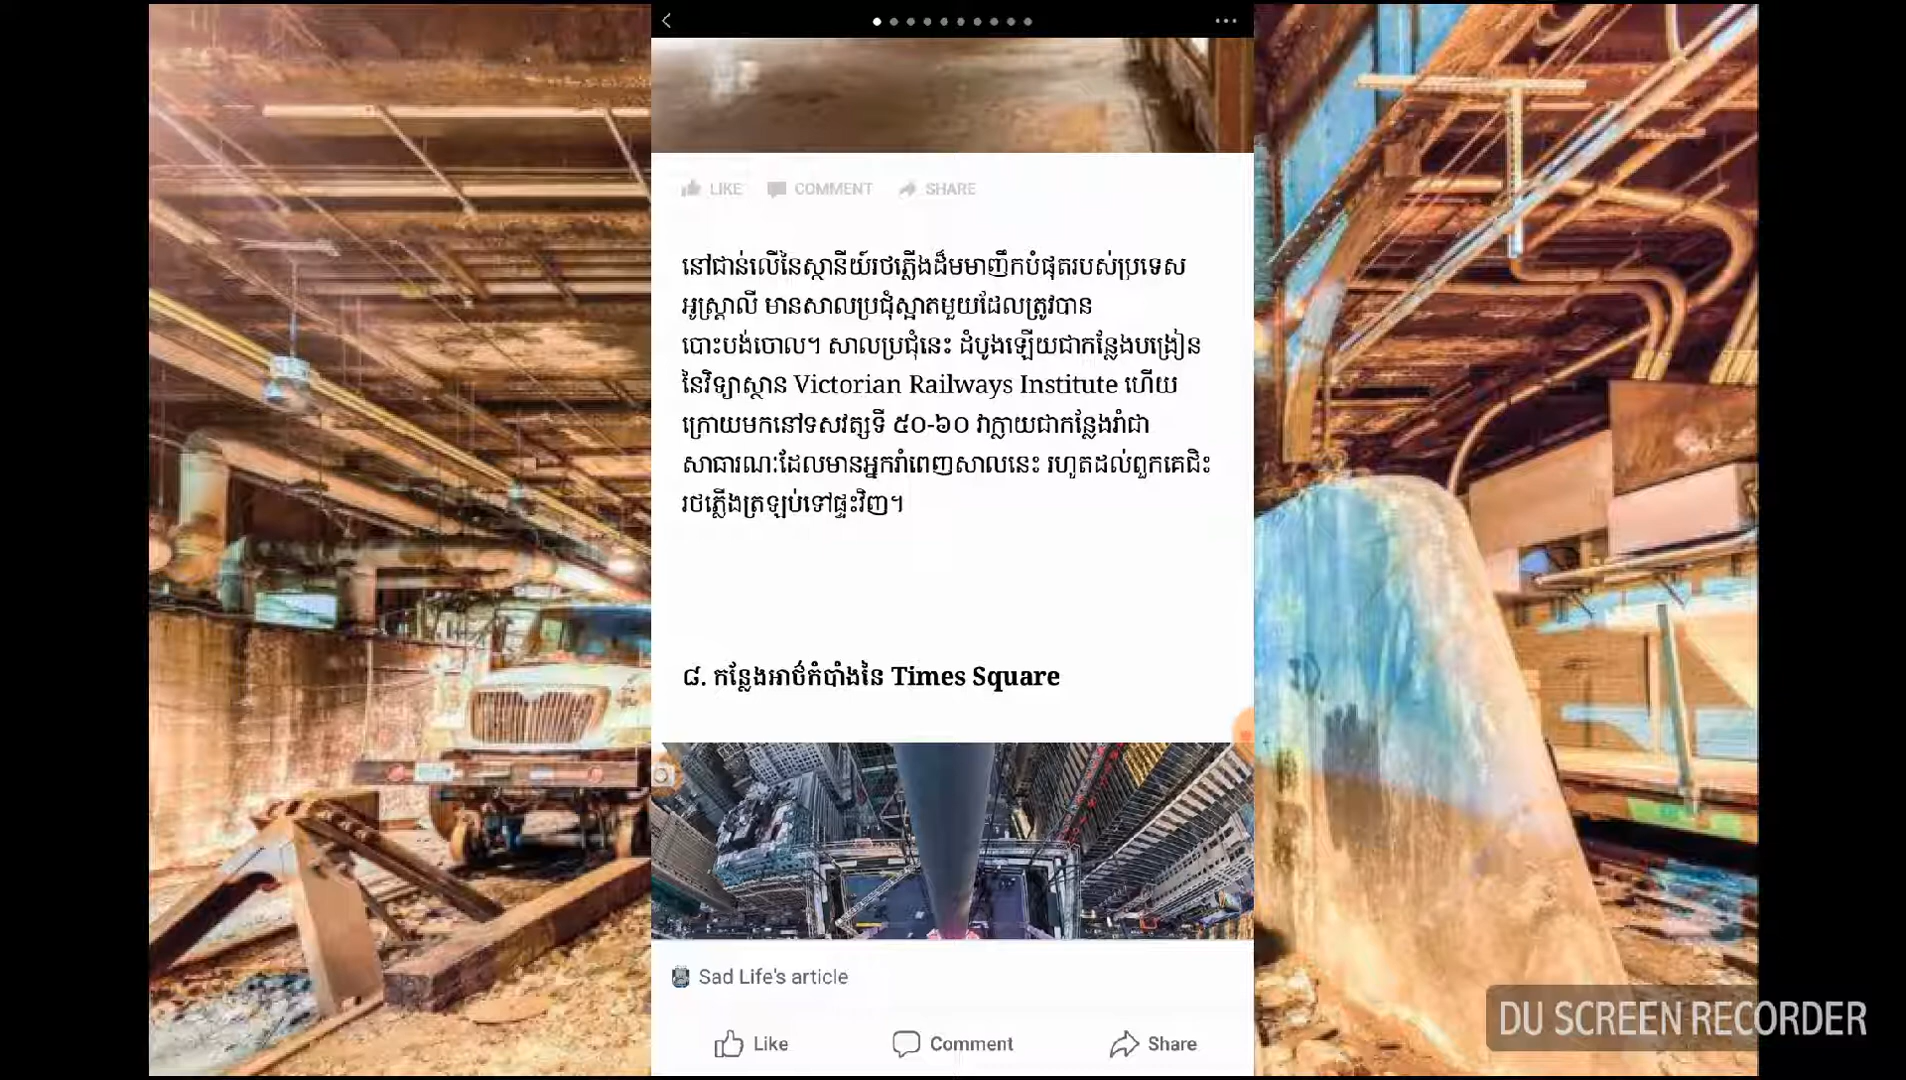 LIKE COMMENT SHARE
នៅជាន់លើនៃស្ថានីយ៍រថភ្លើងដ៏មមាញឹកបំផុតរបស់ប្រទេស
អូស្ត្រាលី មានសាលប្រជុំស្អាតមួយដែលត្រូវបាន
បោះបង់ចោល។ សាលប្រជុំនេះ ដំបូងឡើយជាកន្លែងបង្រៀន
នៃវិទ្យាស្ថាន Victorian Railways Institute ហើយ
ក្រោយមកនៅទសវត្សទី ៥០-៦០ វាក្លាយជាកន្លែងរាំជា
សាធារណៈដែលមានអ្នករាំពេញសាលនេះ រហូតដល់ពួកគេជិះ
រថភ្លើងត្រឡប់ទៅផ្ទះវិញ។
៨. កន្លែងអាថ៌កំបាំងនៃ Times Square
Sad Life's article
Like Comment Share
DU SCREEN RECORDER